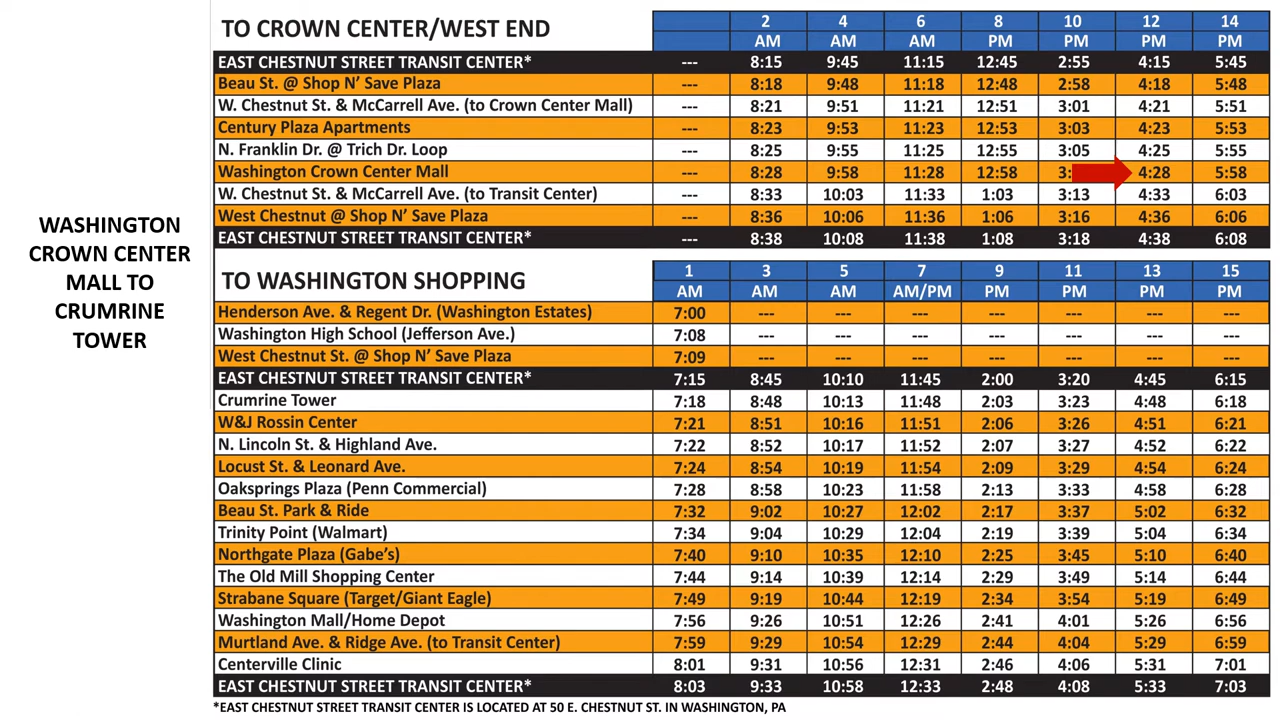 WASHINGTON
CROWN CENTER
MALL TO
CRUMRINE
TOWER
TO CROWN CENTER/WEST END 2 4 6 8 10 12 14
AM AM AM PM PM PM PM
EAST CHESTNUT STREET TRANSIT CENTER* --- 8:15 9:45 11:15 12:45 2:55 4:15 5:45
Beau St. @ Shop N’ Save Plaza --- 8:18 9:48 11:18 12:48 2:58 4:18 5:48
W. Chestnut St. & McCarrell Ave. (to Crown Center Mall) --- 8:21 9:51 11:21 12:51 3:01 4:21 5:51
Century Plaza Apartments --- 8:23 9:53 11:23 12:53 3:03 4:23 5:53
N. Franklin Dr. @ Trich Dr. Loop --- 8:25 9:55 11:25 12:55 3:05 4:25 5:55
Washington Crown Center Mall --- 8:28 9:58 11:28 12:58 3: 4:28 5:58
W. Chestnut St. & McCarrell Ave. (to Transit Center) --- 8:33 10:03 11:33 1:03 3:13 4:33 6:03
West Chestnut @ Shop N’ Save Plaza --- 8:36 10:06 11:36 1:06 3:16 4:36 6:06
EAST CHESTNUT STREET TRANSIT CENTER* --- 8:38 10:08 11:38 1:08 3:18 4:38 6:08
TO WASHINGTON SHOPPING 1 3 5 7 9 11 13 15
AM AM AM AM/PM PM PM PM PM
Henderson Ave. & Regent Dr. (Washington Estates) 7:00 --- --- --- --- --- --- ---
Washington High School (Jefferson Ave.) 7:08 --- --- --- --- --- --- ---
West Chestnut St. @ Shop N’ Save Plaza 7:09 --- --- --- --- --- --- ---
EAST CHESTNUT STREET TRANSIT CENTER* 7:15 8:45 10:10 11:45 2:00 3:20 4:45 6:15
Crumrine Tower 7:18 8:48 10:13 11:48 2:03 3:23 4:48 6:18
W&J Rossin Center 7:21 8:51 10:16 11:51 2:06 3:26 4:51 6:21
N. Lincoln St. & Highland Ave. 7:22 8:52 10:17 11:52 2:07 3:27 4:52 6:22
Locust St. & Leonard Ave. 7:24 8:54 10:19 11:54 2:09 3:29 4:54 6:24
Oaksprings Plaza (Penn Commercial) 7:28 8:58 10:23 11:58 2:13 3:33 4:58 6:28
Beau St. Park & Ride 7:32 9:02 10:27 12:02 2:17 3:37 5:02 6:32
Trinity Point (Walmart) 7:34 9:04 10:29 12:04 2:19 3:39 5:04 6:34
Northgate Plaza (Gabe’s) 7:40 9:10 10:35 12:10 2:25 3:45 5:10 6:40
The Old Mill Shopping Center 7:44 9:14 10:39 12:14 2:29 3:49 5:14 6:44
Strabane Square (Target/Giant Eagle) 7:49 9:19 10:44 12:19 2:34 3:54 5:19 6:49
Washington Mall/Home Depot 7:56 9:26 10:51 12:26 2:41 4:01 5:26 6:56
Murtland Ave. & Ridge Ave. (to Transit Center) 7:59 9:29 10:54 12:29 2:44 4:04 5:29 6:59
Centerville Clinic 8:01 9:31 10:56 12:31 2:46 4:06 5:31 7:01
EAST CHESTNUT STREET TRANSIT CENTER* 8:03 9:33 10:58 12:33 2:48 4:08 5:33 7:03
*EAST CHESTNUT STREET TRANSIT CENTER IS LOCATED AT 50 E. CHESTNUT ST. IN WASHINGTON, PA